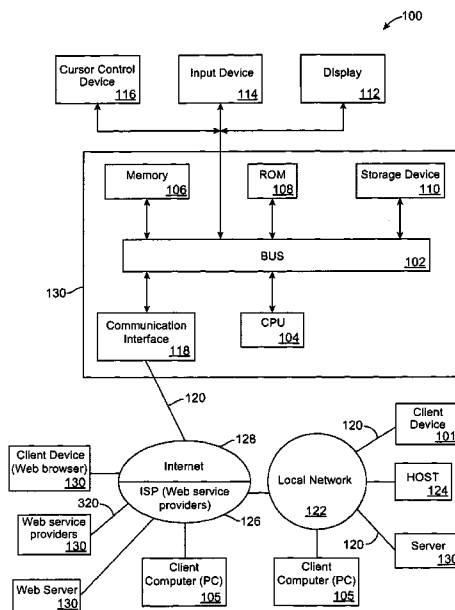 100
Cursor Control
Device
116
Input Device
114
Display
112
Memory
106
ROM
108
Storage Device
110
BUS
102
130
Communication
Interface
118
CPU
104
120
128
Client Device
(Web browser)
130
Internet
ISP (Web service
providers)
126
320
Web service
providers
130
Web Server
130
Client
Computer (PC)
105
Local Network
122
120
Client Device
101
HOST
124
120
Server
130
Client
Computer (PC)
105